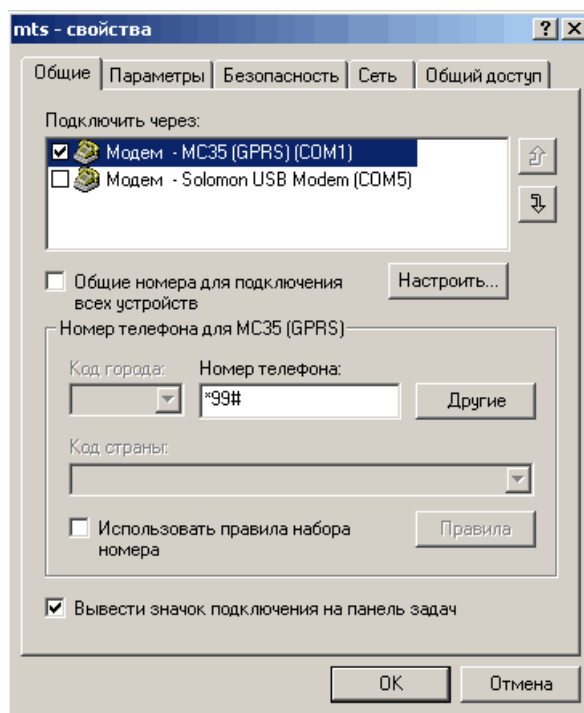 mts - свойства
Общие Параметры Безопасность Сеть Общий доступ
Подключить через:
Модем - MC35 (GPRS) (COM1)
Модем - Solomon USB Modem (COM5)
Общие номера для подключения
всех устройств
Настроить...
Номер телефона для MC35 (GPRS)
Код города: Номер телефона:
*99# Другие
Код страны:
Использовать правила набора
номера
Правила
Вывести значок подключения на панель задач
OK Отмена